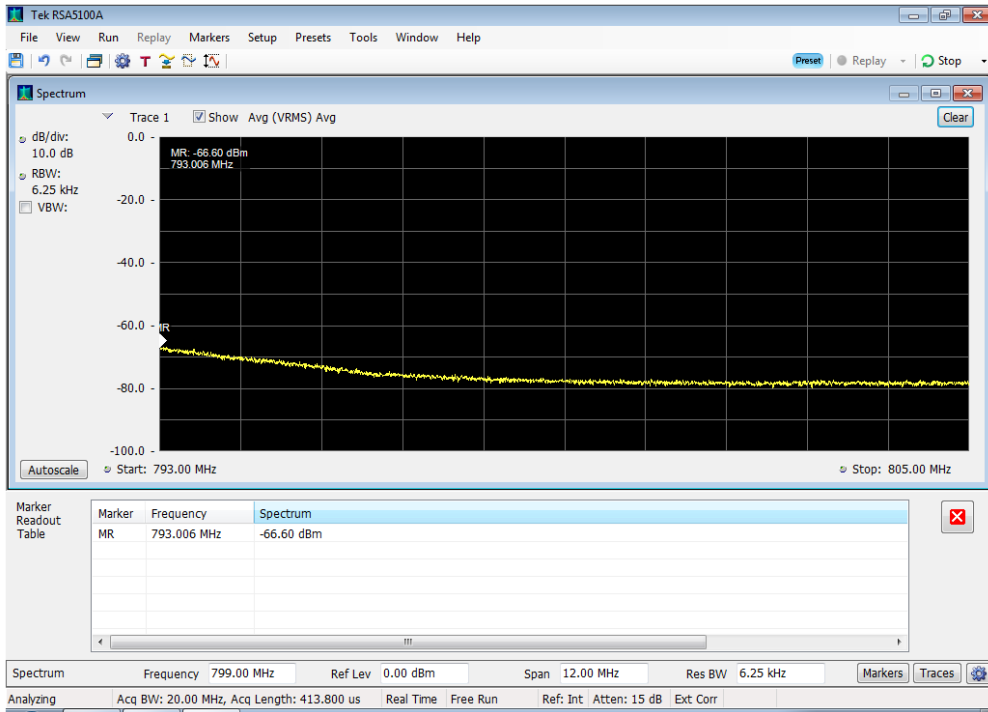 Tek RSA5100A
File View Run Replay Markers Setup Presets Tools Window Help
T Preset Replay Stop
Spectrum
Trace 1 Show Avg (VRMS) Avg Clear
dB/div:
10.0 dB
RBW:
6.25 kHz
VBW:
0.0
MR: -66.60 dBm
793.006 MHz
-20.0
-40.0
-60.0
MR
-80.0
-100.0
Autoscale Start: 793.00 MHz Stop: 805.00 MHz
Marker
Readout
Table
Marker Frequency Spectrum
MR 793.006 MHz -66.60 dBm
Spectrum Frequency 799.00 MHz Ref Lev 0.00 dBm Span 12.00 MHz Res BW 6.25 kHz Markers Traces
Analyzing Acq BW: 20.00 MHz, Acq Length: 413.800 us Real Time Free Run Ref: Int Atten: 15 dB Ext Corr